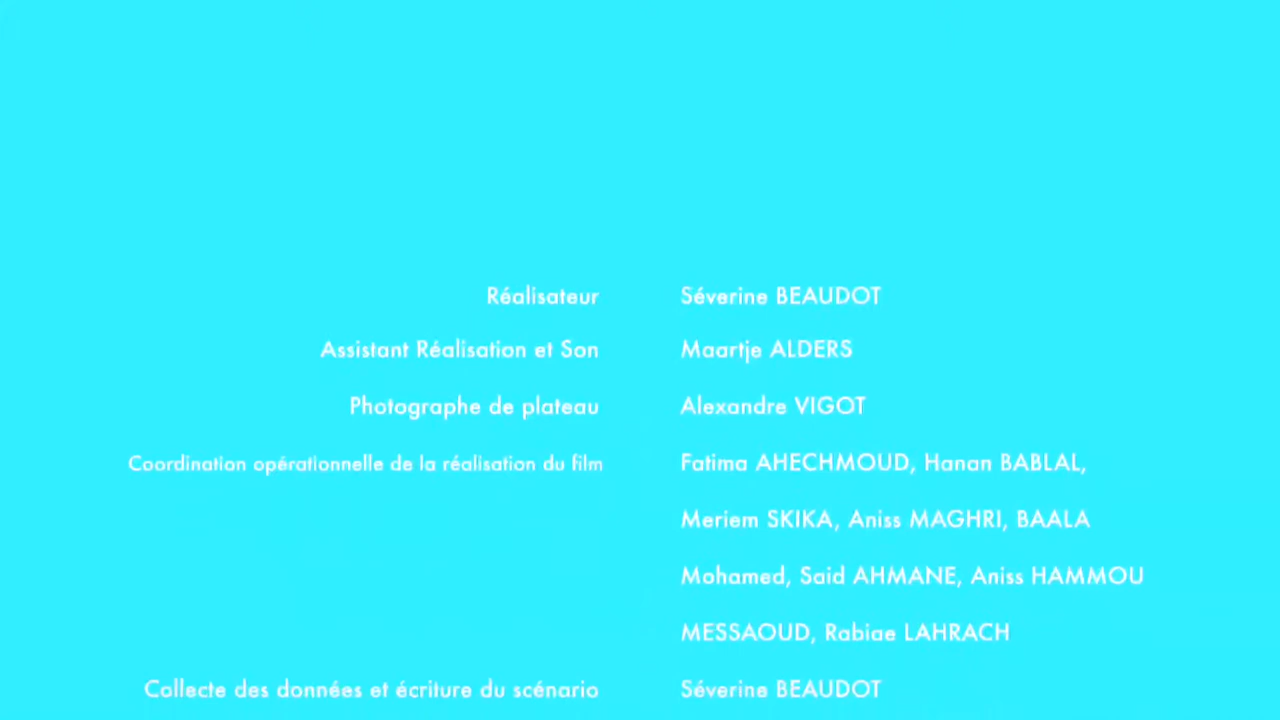 Réalisateur Séverine BEAUDOT
Assistant Réalisation et Son Maartje ALDERS
Photographe de plateau Alexandre VIGOT
Coordination opérationnelle de la réalisation du film Fatima AHECHMOUD, Hanan BABLAL,
Meriem SKIKA, Aniss MAGHRI, BAALA
Mohamed, Said AHMANE, Aniss HAMMOU
MESSAOUD, Rabiae LAHRACH
Collecte des données et écriture du scénario Séverine BEAUDOT